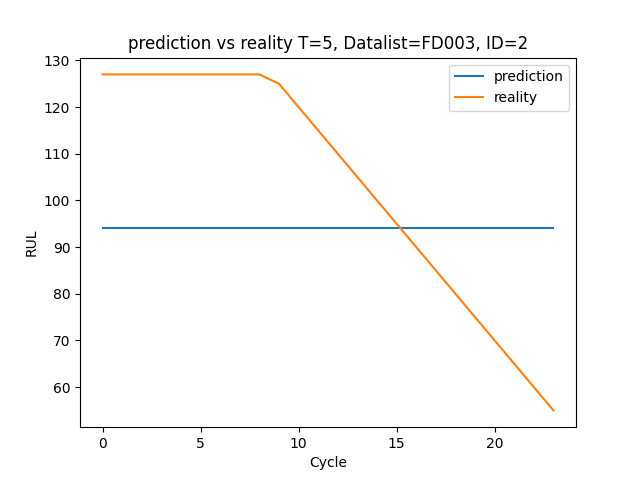 prediction vs reality T=5, Datalist=FD003, ID=2
prediction
reality
130
120
110
100
90
80
70
60
RUL
0 5 10 15 20
Cycle